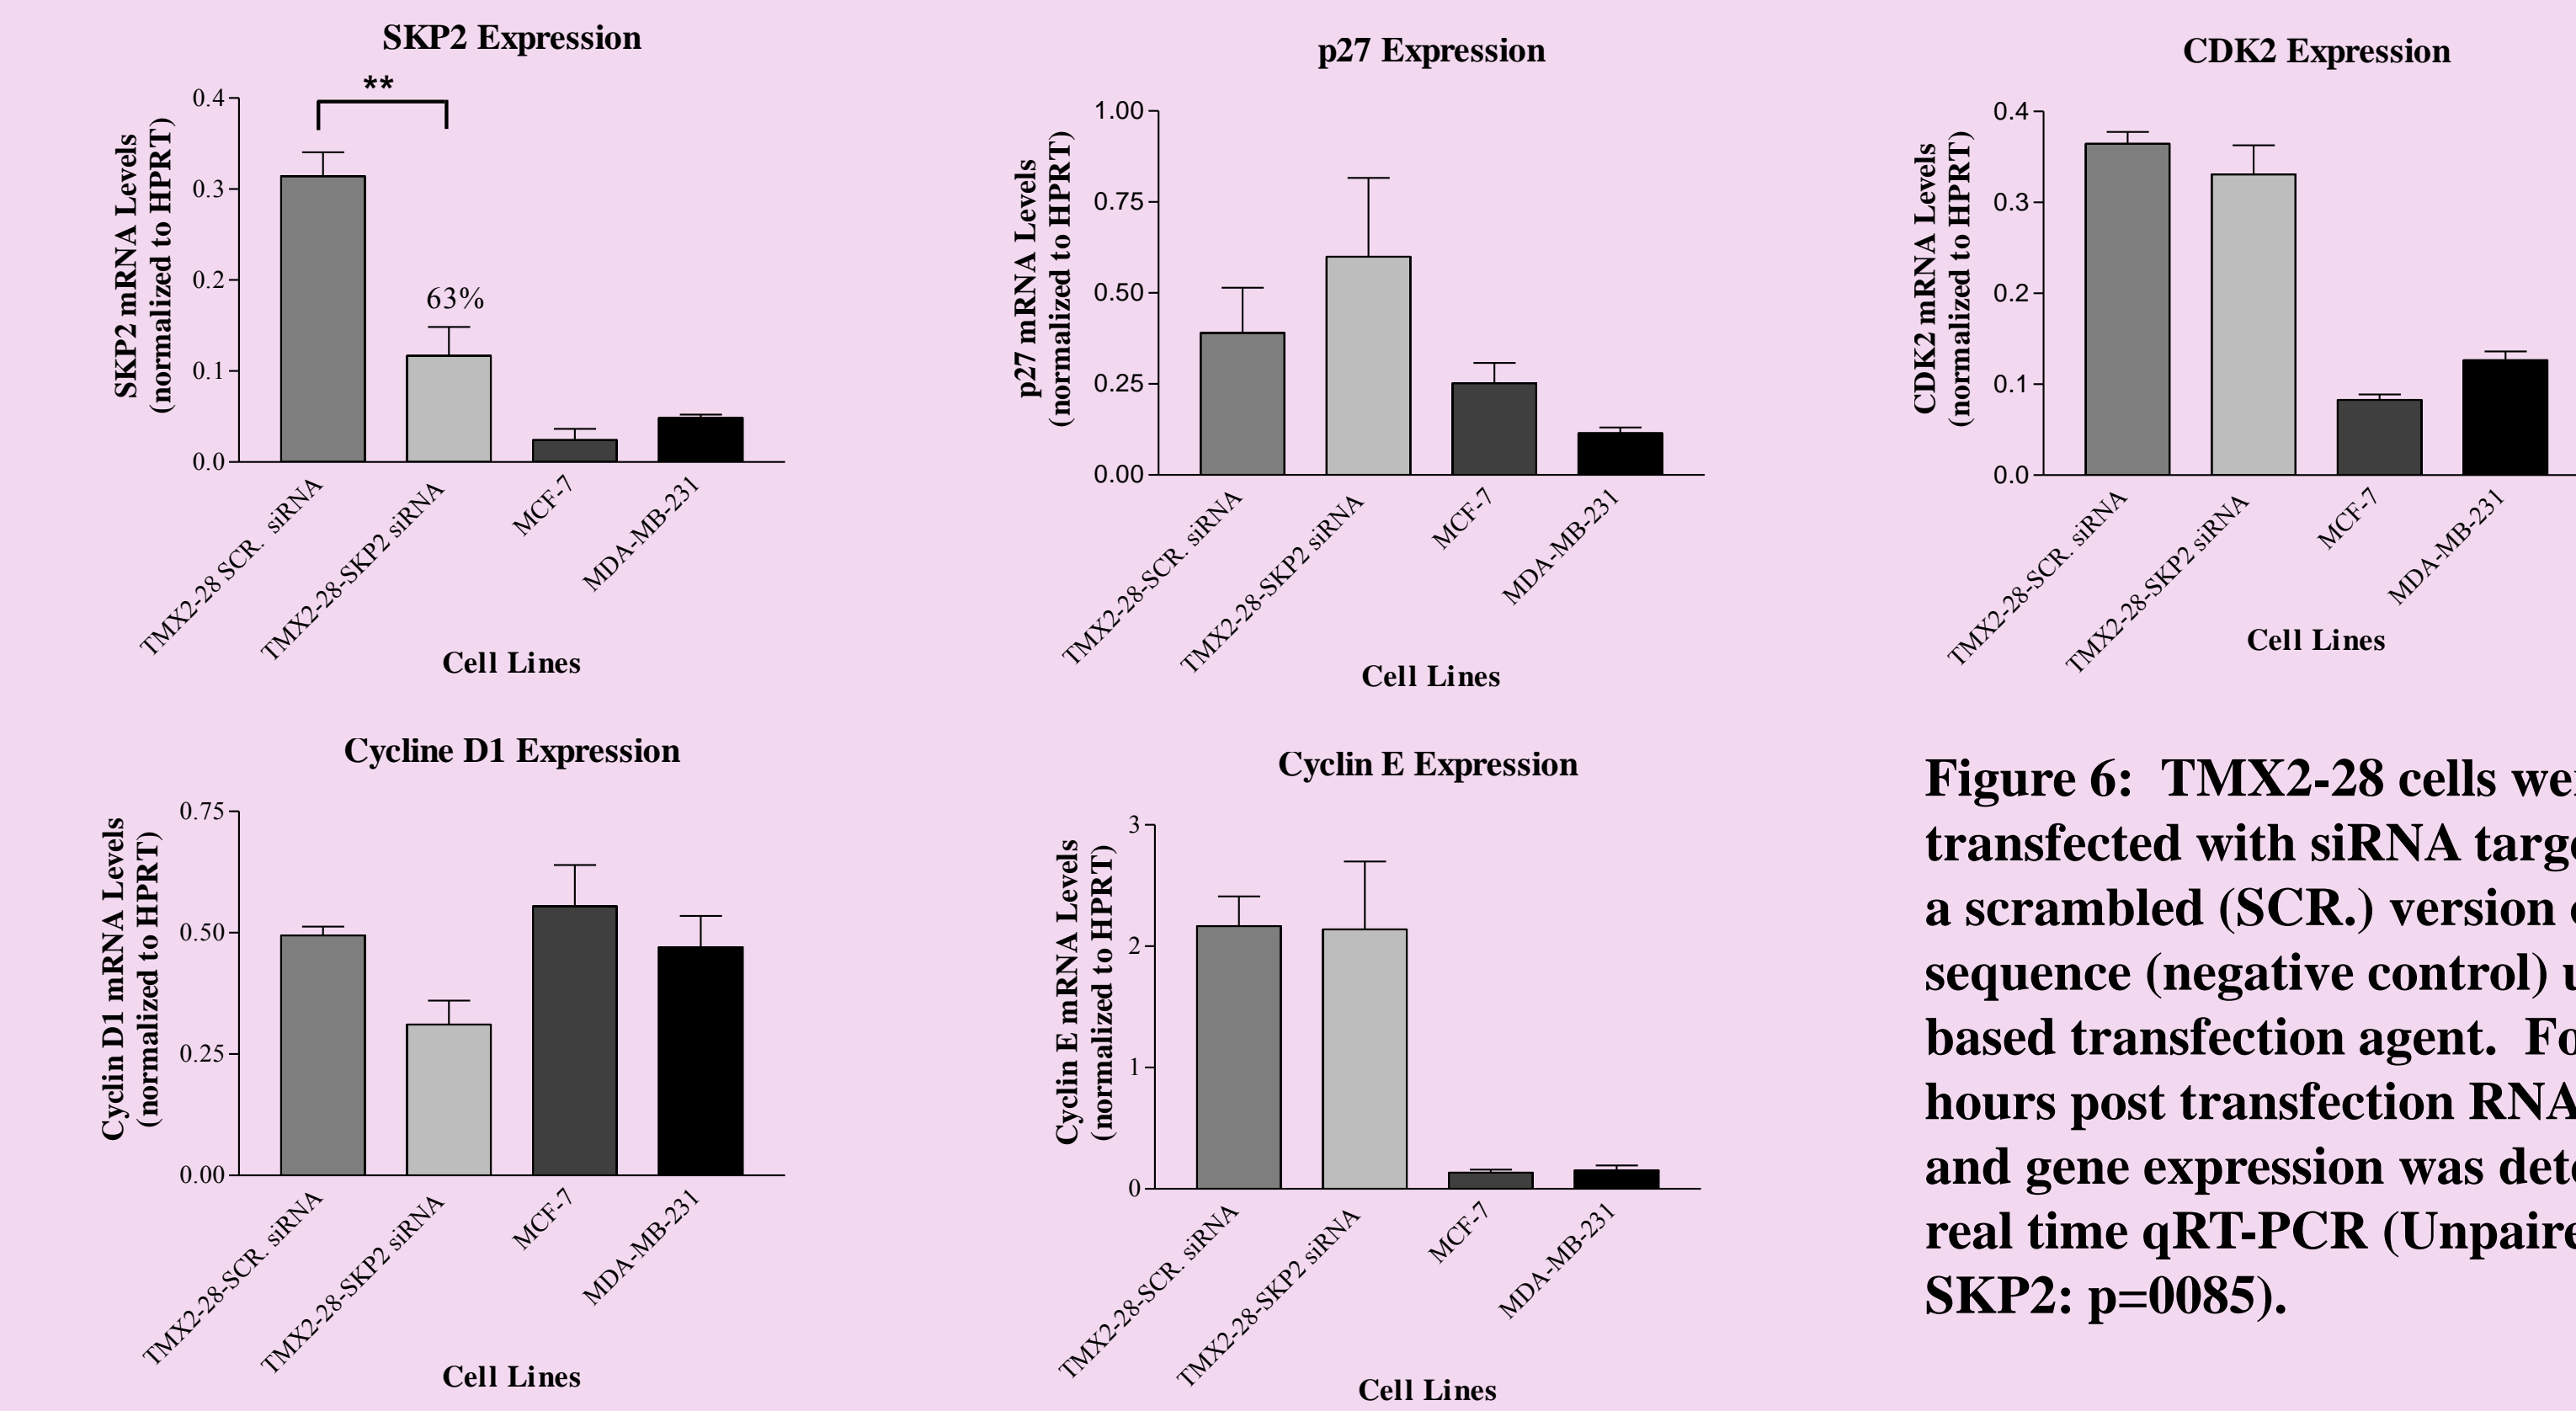 SKP2 Expression
**
63%
SKP2 mRNA Levels
(normalized to HPRT)
0.4
0.3
0.2
0.1
0.0
TMX2-28 SCR. siRNA
TMX2-28-SKP2 siRNA
MCF-7
MDA-MB-231
Cell Lines
p27 Expression
p27 mRNA Levels
(normalized to HPRT)
1.00
0.75
0.50
0.25
0.00
TMX2-28-SCR. siRNA
TMX2-28-SKP2 siRNA
MCF-7
MDA-MB-231
Cell Lines
CDK2 Expression
CDK2 mRNA Levels
(normalized to HPRT)
0.4
0.3
0.2
0.1
0.0
TMX2-28-SCR. siRNA
TMX2-28-SKP2 siRNA
MCF-7
MDA-MB-231
Cell Lines
Cycline D1 Expression
Cyclin D1 mRNA Levels
(normalized to HPRT)
0.75
0.50
0.25
0.00
TMX2-28-SCR. siRNA
TMX2-28-SKP2 siRNA
MCF-7
MDA-MB-231
Cell Lines
Cyclin E Expression
Cyclin E mRNA Levels
(normalized to HPRT)
3
2
1
0
TMX2-28-SCR. siRNA
TMX2-28-SKP2 siRNA
MCF-7
MDA-MB-231
Cell Lines
Figure 6: TMX2-28 cells
transfected with siRNA
a scrambled (SCR.) version
sequence (negative control)
based transfection agent.
hours post transfection RNA
and gene expression was
real time qRT-PCR
SKP2: p=0085).